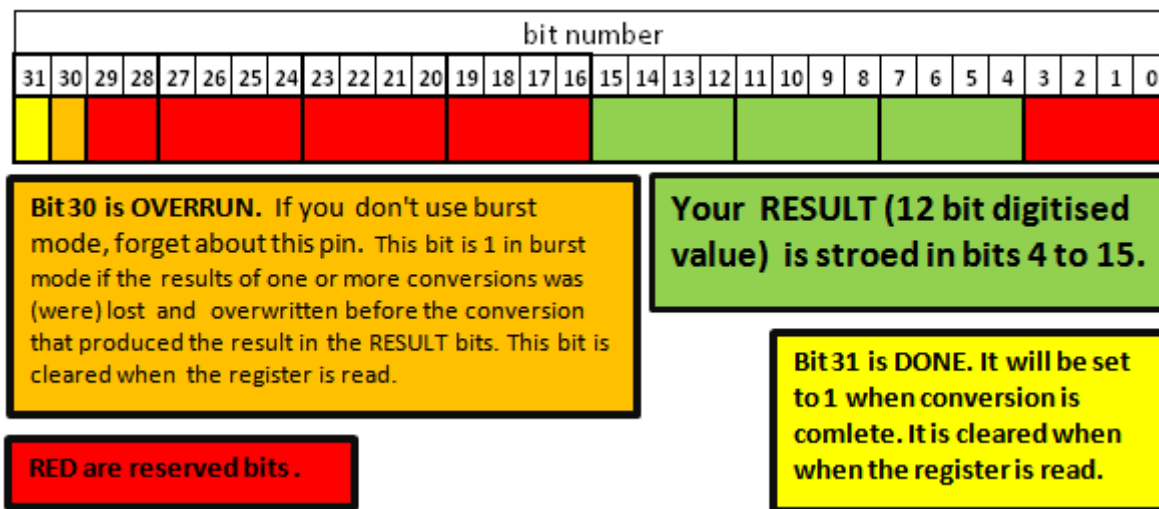 bit number
31 30 29 28 27 26 25 24 23 22 21 20 19 18 17 16 15 14 13 12 11 10 9 8 7 6 5 4 3 2 1 0
Bit 30 is OVERRUN. If you don't use burst
mode, forget about this pin. This bit is 1 in burst
mode if the results of one or more conversions was
(were) lost and overwritten before the conversion
that produced the result in the RESULT bits. This bit is
cleared when the register is read.
Your RESULT (12 bit digitised
value) is stroed in bits 4 to 15.
Bit 31 is DONE. It will be set
to 1 when conversion is
comlete. It is cleared when
when the register is read.
RED are reserved bits .